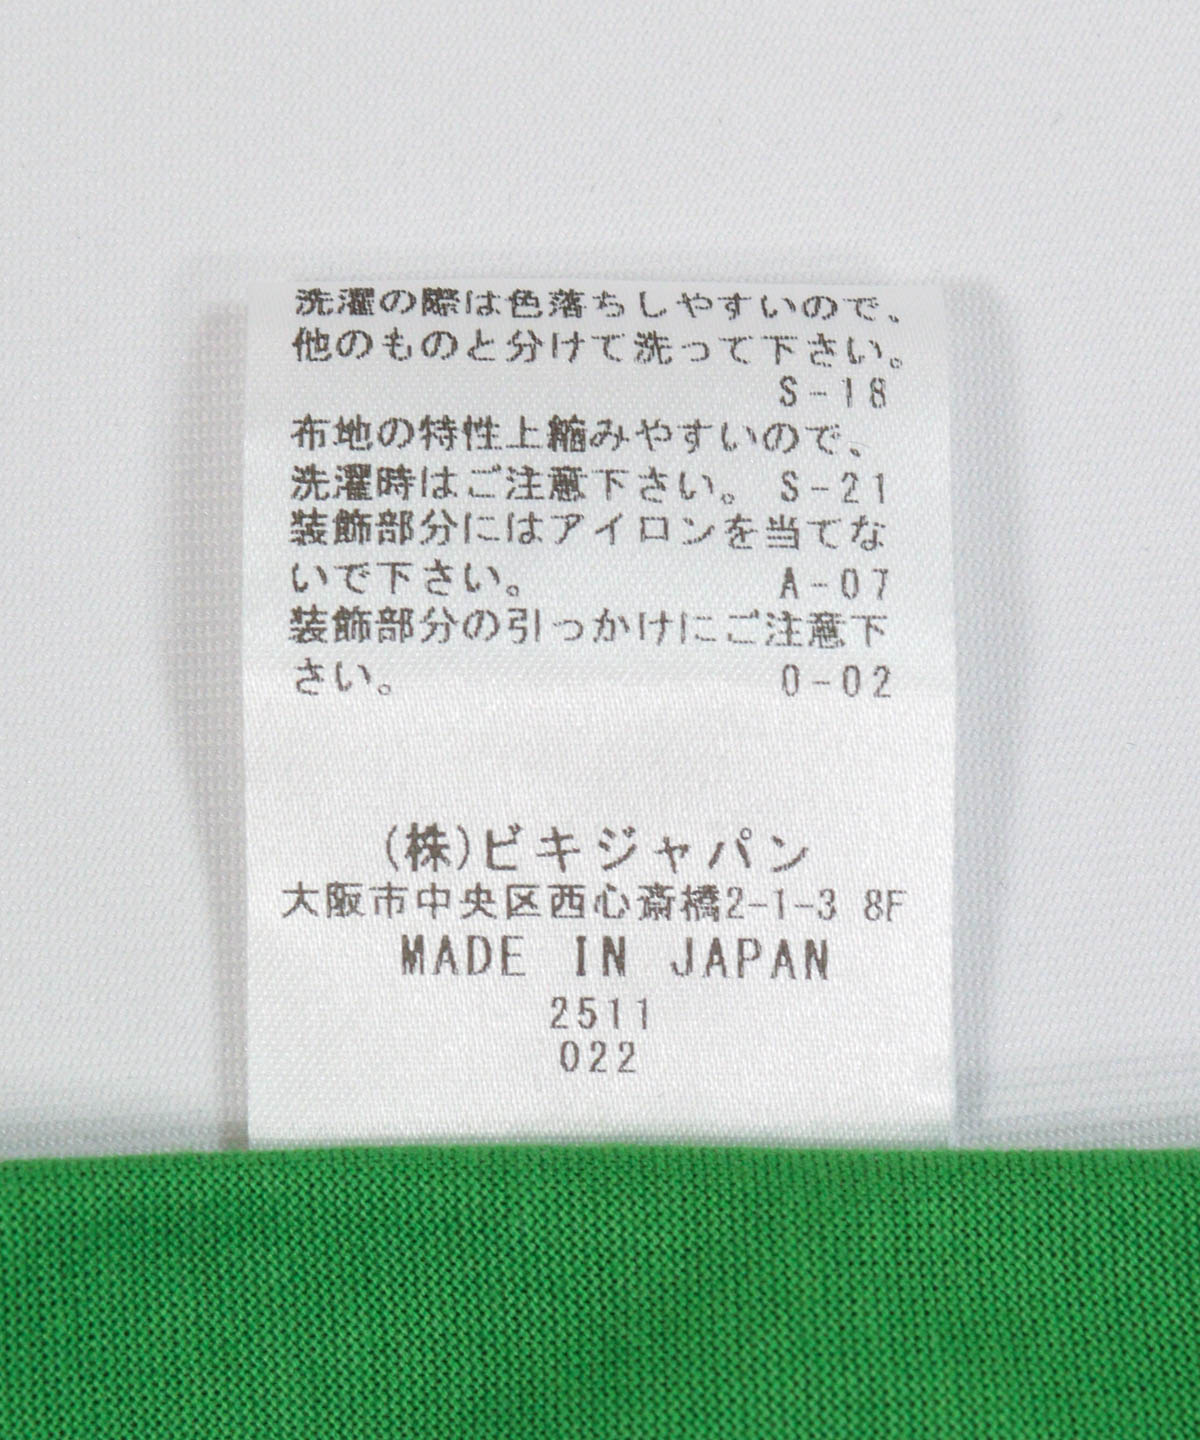 洗濯の際は色落ちしやすいので、
他のものと分けて洗って下さい。
S-18
布地の特性上縮みやすいので、
洗濯時はご注意下さい。 S-21
装飾部分にはアイロンを当てな
いで下さい。 A-07
装飾部分の引っかけにご注意下
さい。 0-02
(株)ビキジャパン
大阪市中央区西心斎橋2-1-3 8F
MADE IN JAPAN
2511
022